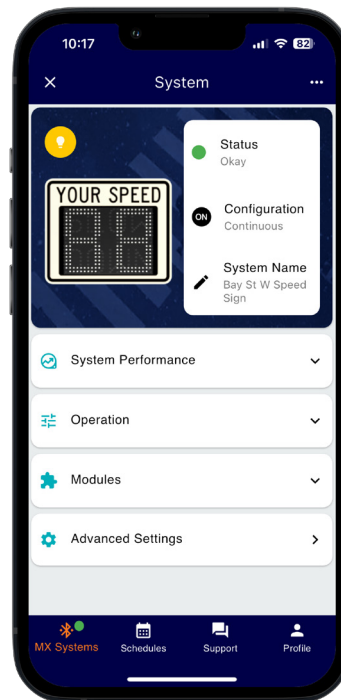 10:17
82
System
Status
Okay
YOUR SPEED
ON
Configuration
Continuous
System Name
Bay St W Speed
Sign
System Performance
Operation
Modules
Advanced Settings
MX Systems
Schedules
Support
Profile